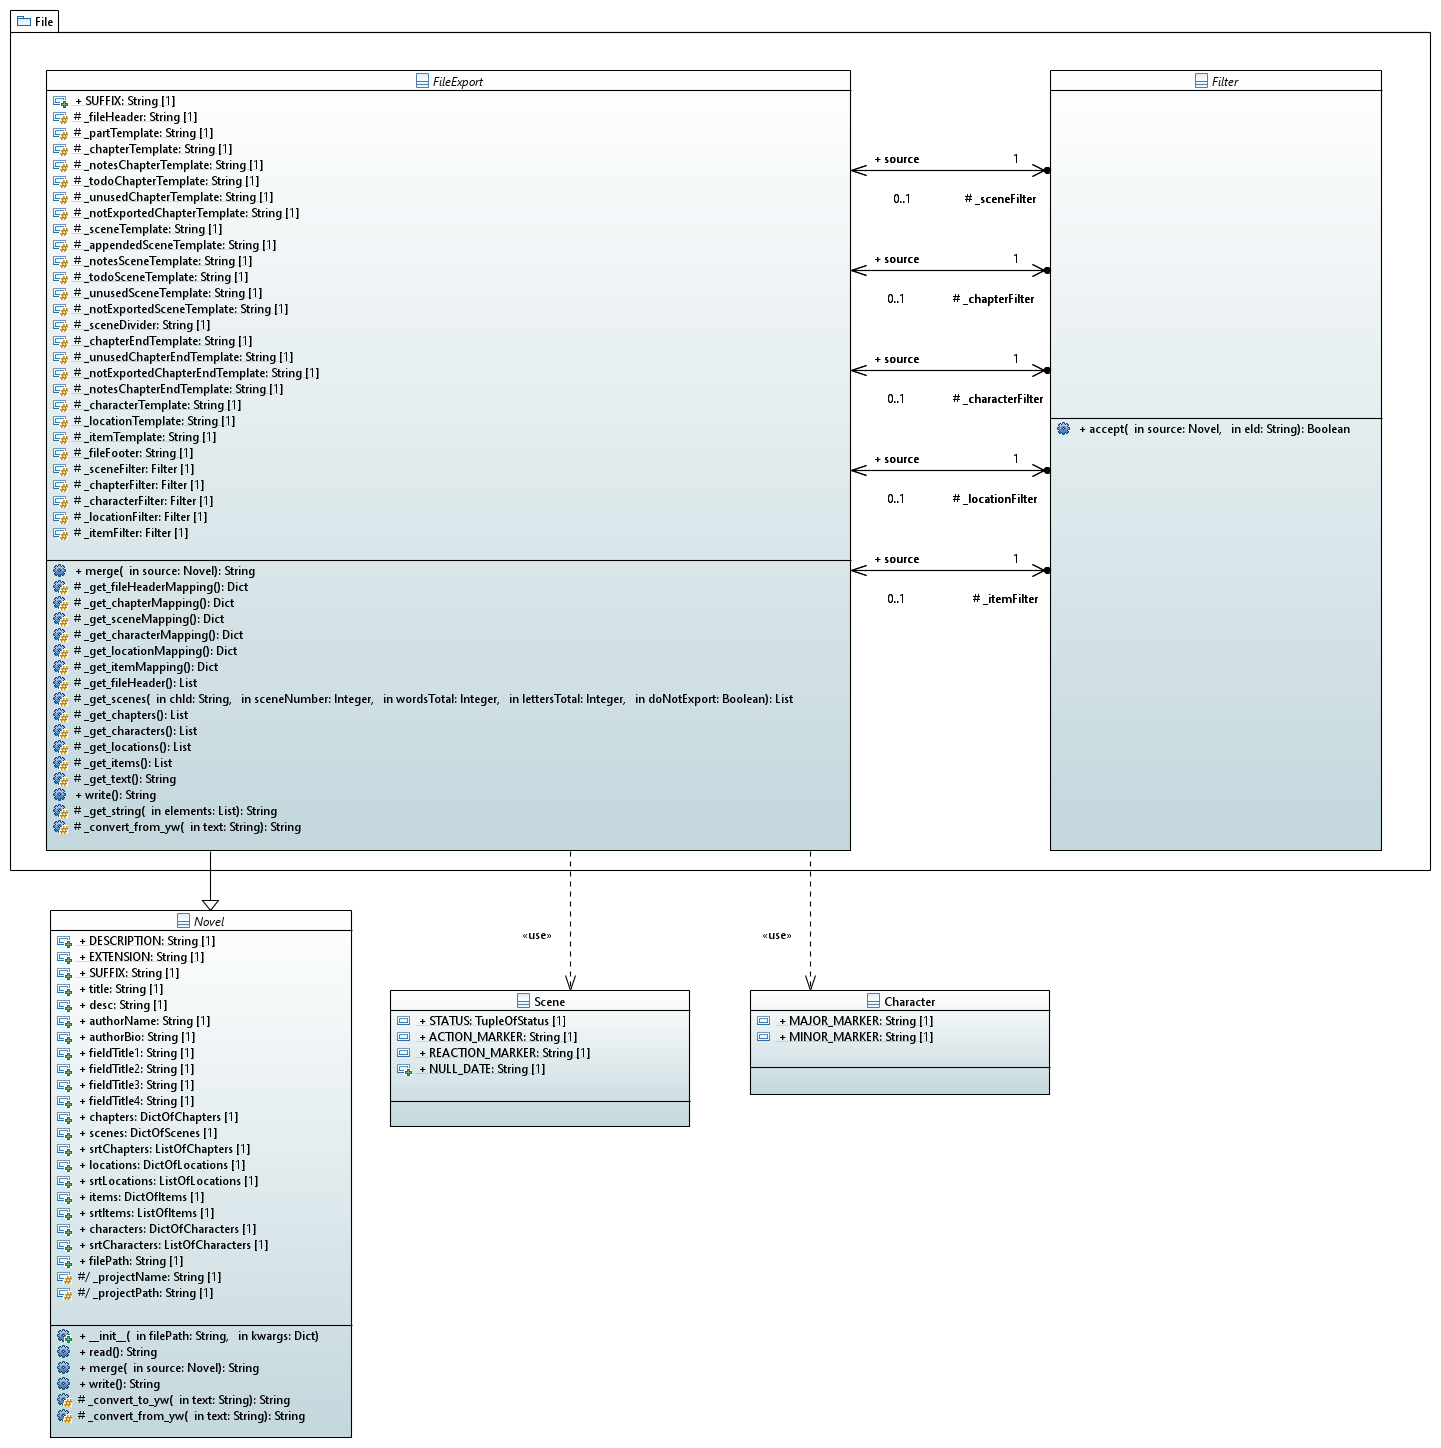 File
FileExport
+ SUFFIX: String [1]
# _fileHeader: String [1]
# _partTemplate: String [1]
# _chapterTemplate: String [1]
# _notesChapterTemplate: String [1]
# _todoChapterTemplate: String [1]
# _unusedChapterTemplate: String [1]
# _notExportedChapterTemplate: String [1]
# _sceneTemplate: String [1]
# _appendedSceneTemplate: String [1]
# _notesSceneTemplate: String [1]
# _todoSceneTemplate: String [1]
# _unusedSceneTemplate: String [1]
# _notExportedSceneTemplate: String [1]
# _sceneDivider: String [1]
# _chapterEndTemplate: String [1]
# _unusedChapterEndTemplate: String [1]
# _notExportedChapterEndTemplate: String [1]
# _notesChapterEndTemplate: String [1]
# _characterTemplate: String [1]
# _locationTemplate: String [1]
# _itemTemplate: String [1]
# _fileFooter: String [1]
# _sceneFilter: Filter [1]
# _chapterFilter: Filter [1]
# _characterFilter: Filter [1]
# _locationFilter: Filter [1]
# _itemFilter: Filter [1]
+ merge( in source: Novel): String
# _get_fileHeaderMapping(): Dict
# _get_chapterMapping(): Dict
# _get_sceneMapping(): Dict
# _get_characterMapping(): Dict
# _get_locationMapping(): Dict
# _get_itemMapping(): Dict
# _get_fileHeader(): List
# _get_scenes( in chId: String, in sceneNumber: Integer, in wordsTotal: Integer, in lettersTotal: Integer, in doNotExport: Boolean): List
# _get_chapters(): List
# _get_characters(): List
# _get_locations(): List
# _get_items(): List
# _get_text(): String
+ write(): String
# _get_string( in elements: List): String
# _convert_from_yw( in text: String): String
+ source 1
0..1 # _sceneFilter
+ source 1
0..1 # _chapterFilter
+ source 1
0..1 # _characterFilter
+ source 1
0..1 # _locationFilter
+ source 1
0..1 # _itemFilter
Filter
+ accept( in source: Novel, in eId: String): Boolean
«use»
«use»
Novel
+ DESCRIPTION: String [1]
+ EXTENSION: String [1]
+ SUFFIX: String [1]
+ title: String [1]
+ desc: String [1]
+ authorName: String [1]
+ authorBio: String [1]
+ fieldTitle1: String [1]
+ fieldTitle2: String [1]
+ fieldTitle3: String [1]
+ fieldTitle4: String [1]
+ chapters: DictOfChapters [1]
+ scenes: DictOfScenes [1]
+ srtChapters: ListOfChapters [1]
+ locations: DictOfLocations [1]
+ srtLocations: ListOfLocations [1]
+ items: DictOfItems [1]
+ srtItems: ListOfItems [1]
+ characters: DictOfCharacters [1]
+ srtCharacters: ListOfCharacters [1]
+ filePath: String [1]
#/ _projectName: String [1]
#/ _projectPath: String [1]
+ __init__( in filePath: String, in kwargs: Dict)
+ read(): String
+ merge( in source: Novel): String
+ write(): String
# _convert_to_yw( in text: String): String
# _convert_from_yw( in text: String): String
Scene
+ STATUS: TupleOfStatus [1]
+ ACTION_MARKER: String [1]
+ REACTION_MARKER: String [1]
+ NULL_DATE: String [1]
Character
+ MAJOR_MARKER: String [1]
+ MINOR_MARKER: String [1]